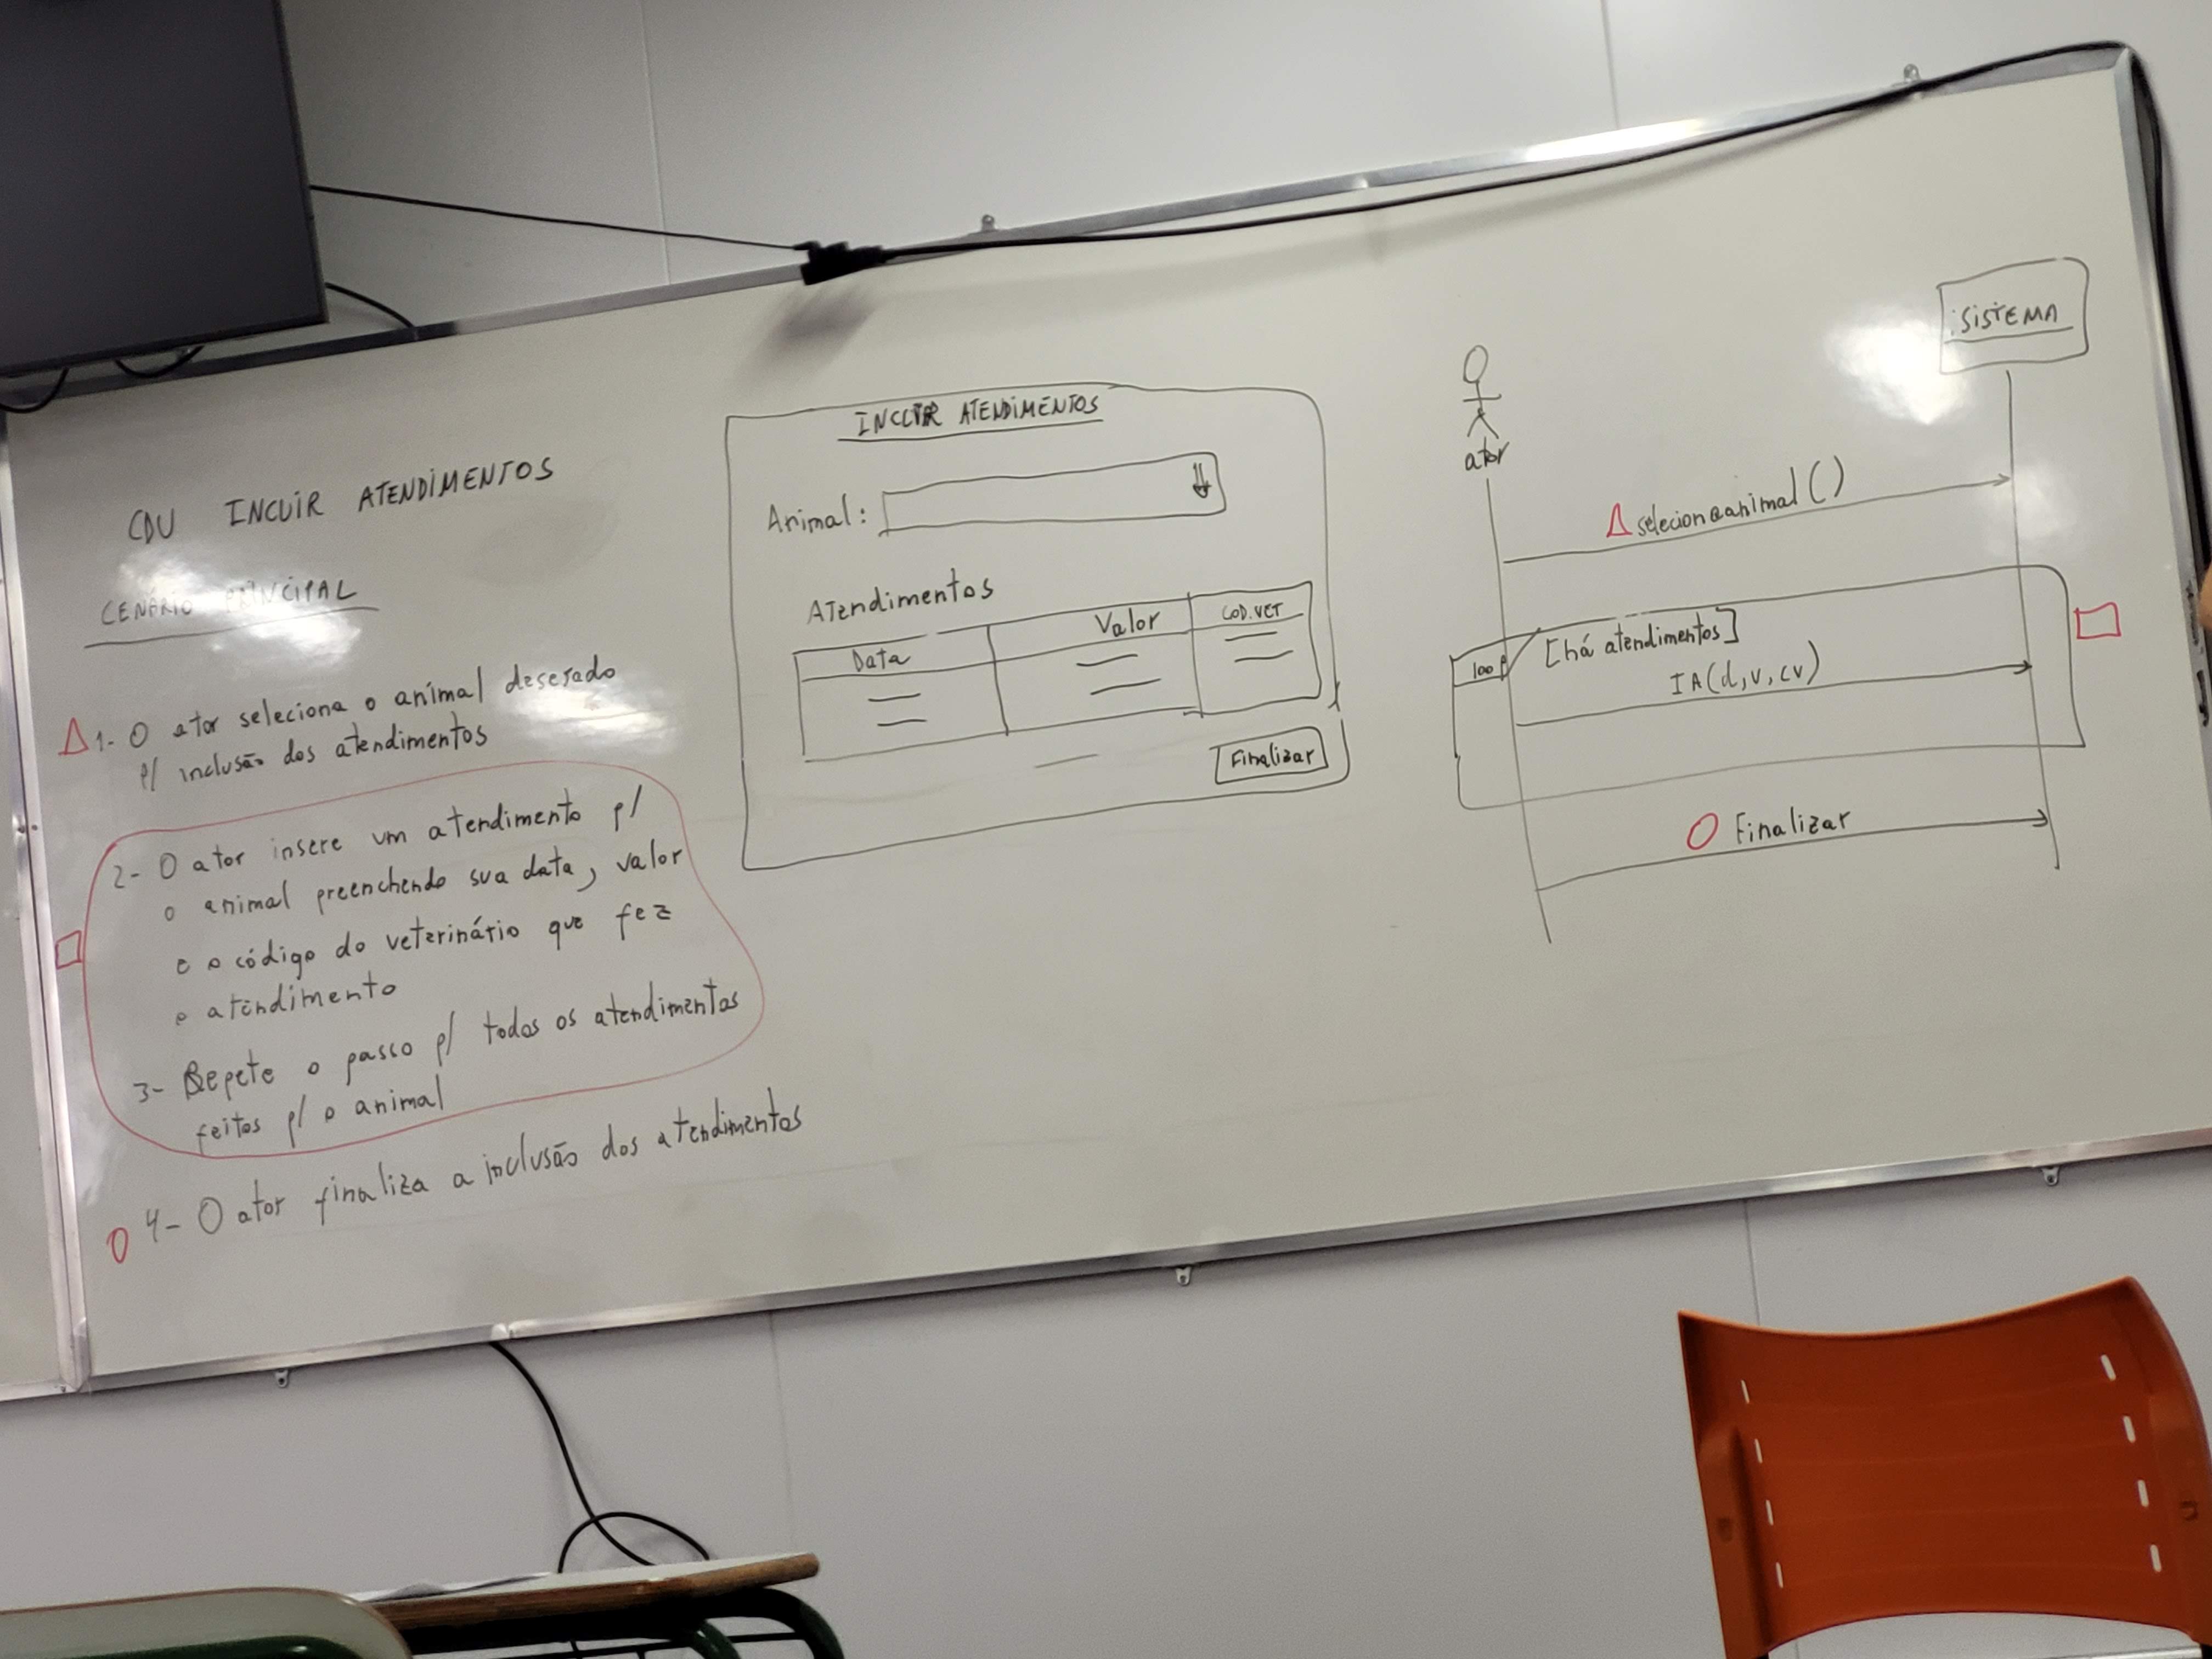 CDU INCUIR ATENDIMENTOS
CENÁRIO PRINCIPAL
1- O ator seleciona o animal desejado
p/ inclusão dos atendimentos
2- O ator insere um atendimento p/
o animal preenchendo sua data, valor
e o código do veterinário que fez
o atendimento
3- Repete o passo p/ todos os atendimentos
feitos p/ o animal
4- O ator finaliza a inclusão dos atendimentos
INCLUIR ATENDIMENTOS
Animal:
Atendimentos
Data Valor COD.VET
Finalizar
:SISTEMA
ator
selecionaanimal()
loop [há atendimentos]
IA(d,v,cv)
Finalizar